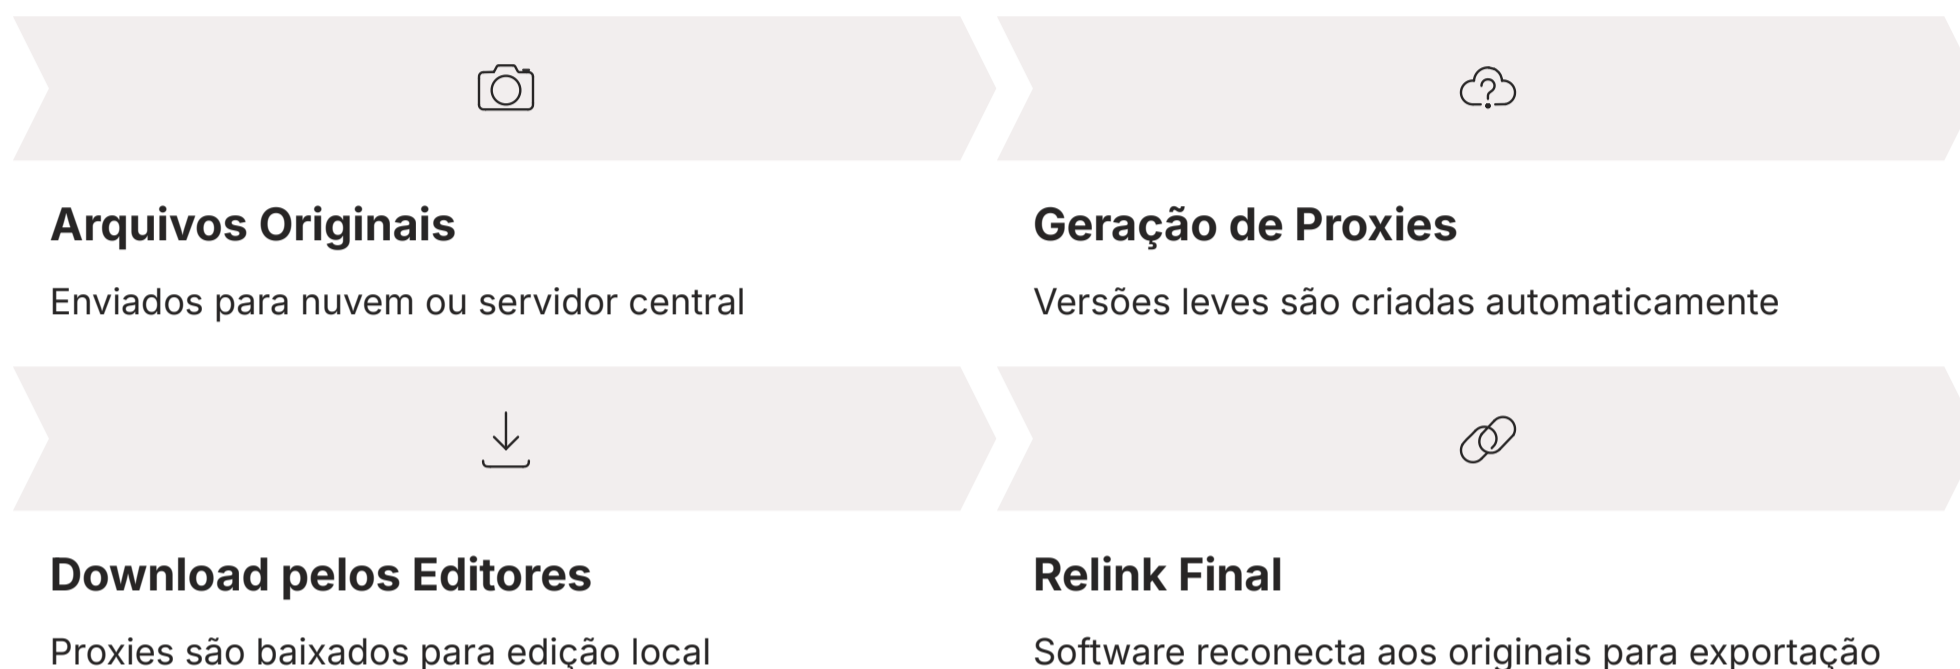 Arquivos Originais
Enviados para nuvem ou servidor central
Geração de Proxies
Versões leves são criadas automaticamente
Download pelos Editores
Proxies são baixados para edição local
Relink Final
Software reconecta aos originais para exportação